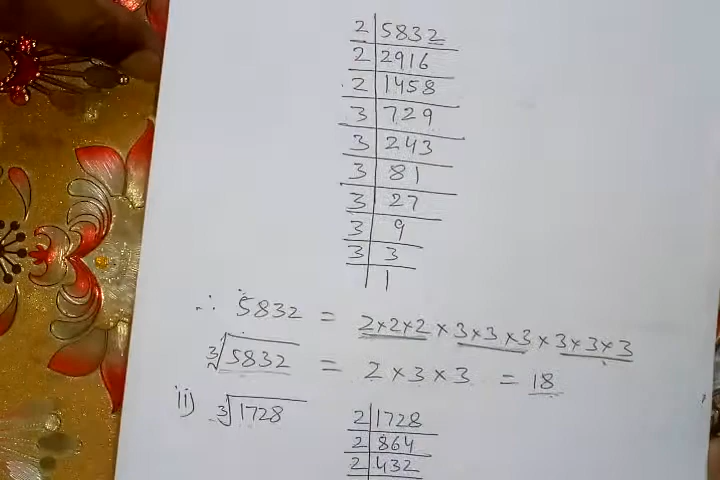 2 | 5832
2 | 2916
2 | 1458
3 | 729
3 | 243
3 | 81
3 | 27
3 | 9
3 | 3
| 1
∴ 5832 = 2×2×2 × 3×3×3 × 3×3×3
∛5832 = 2 × 3 × 3 = 18
ii) ∛1728
2 | 1728
2 | 864
2 | 432